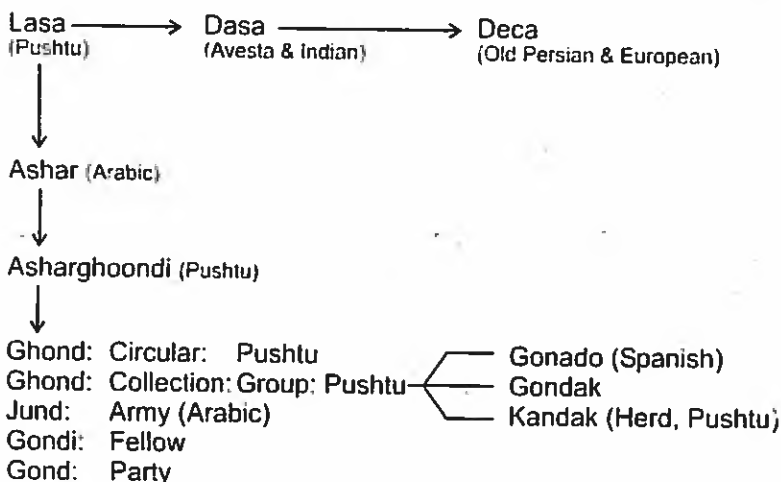 Lasa Dasa Deca
(Pushtu) (Avesta & Indian) (Old Persian & European)
Ashar (Arabic)
Asharghoondi (Pushtu)
Ghond: Circular: Pushtu Gonado (Spanish)
Ghond: Collection: Group: Pushtu Gondak
Jund: Army (Arabic) Kandak (Herd, Pushtu)
Gondi: Fellow
Gond: Party